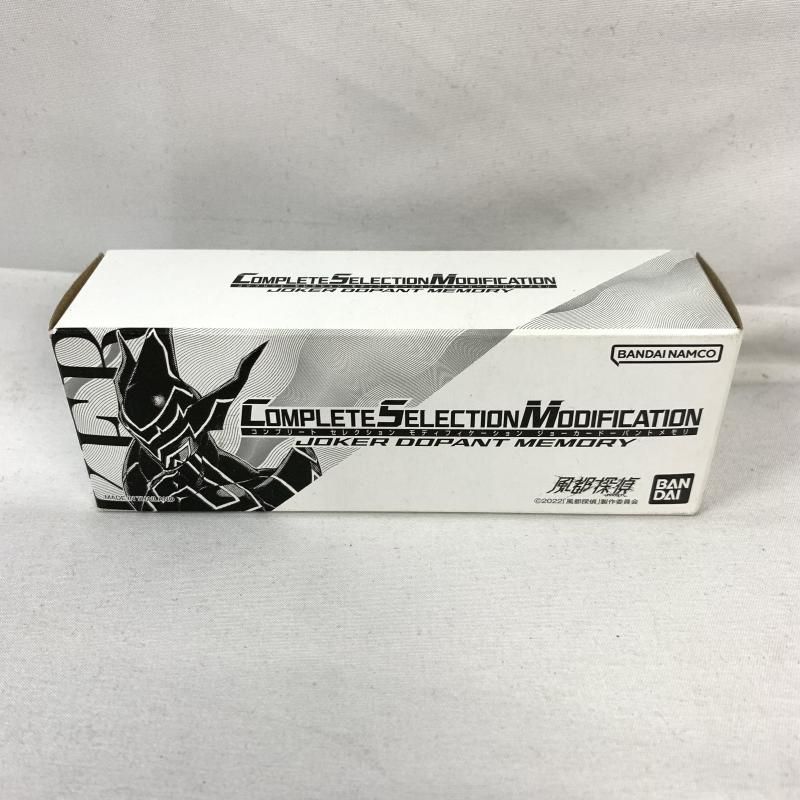 COMPLETE SELECTION MODIFICATION
JOKER DOPANT MEMORY
BANDAI NAMCO
COMPLETE SELECTION MODIFICATION
コンプリート セレクション モディフィケーション ジョーカードーパントメモリ
JOKER DOPANT MEMORY
風都探偵
BAN
DAI
MADE IN THAILAND
©2022「風都探偵」製作委員会